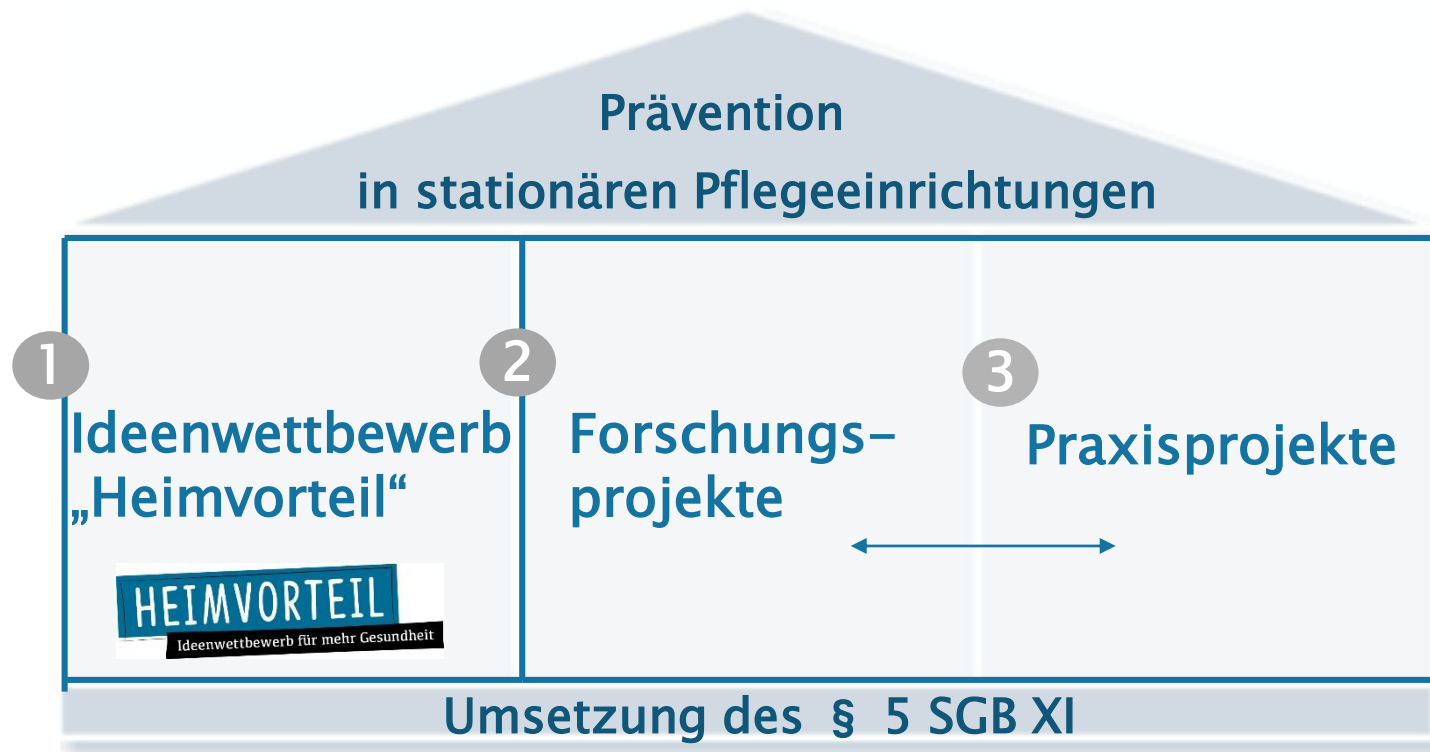 Prävention
in stationären Pflegeeinrichtungen
1
Ideenwettbewerb
„Heimvorteil“
HEIMVORTEIL
Ideenwettbewerb für mehr Gesundheit
2
Forschungs-
projekte
3
Praxisprojekte
Umsetzung des § 5 SGB XI